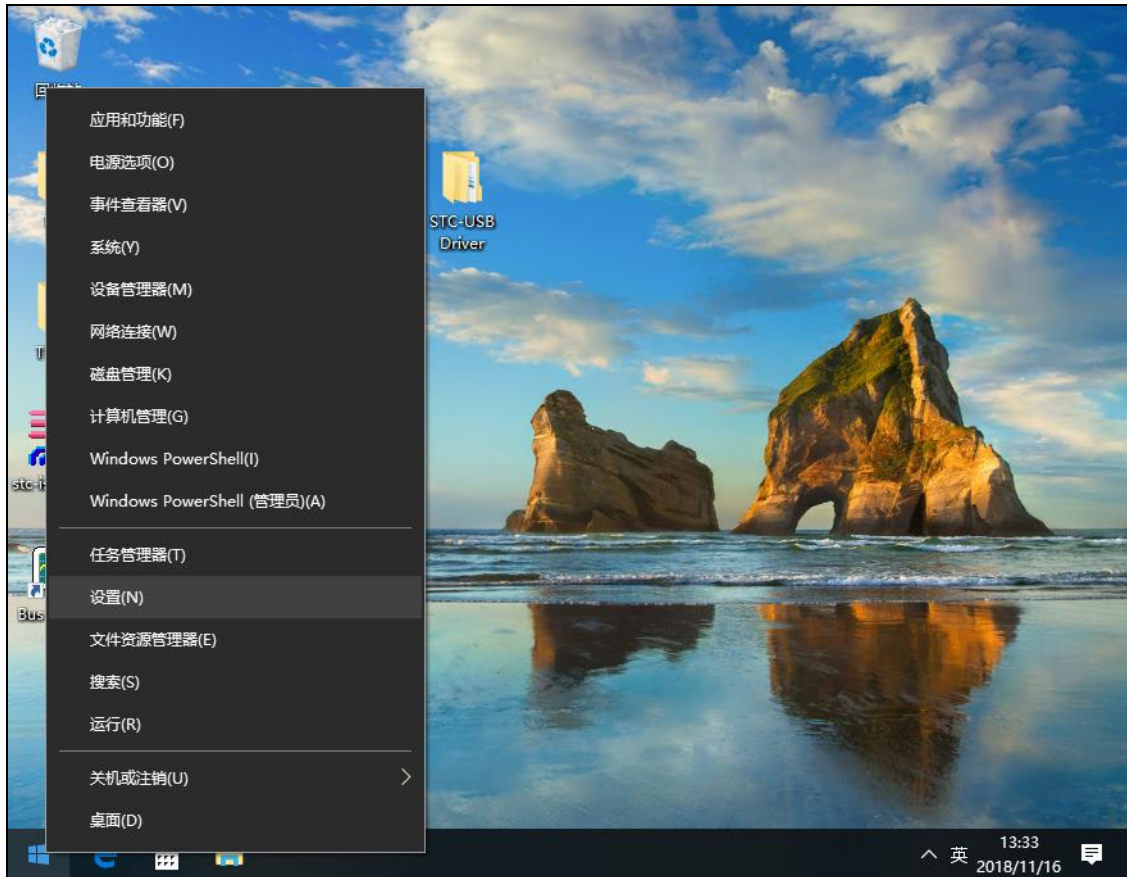 应用和功能(F)
电源选项(O)
事件查看器(V)
系统(Y)
设备管理器(M)
网络连接(W)
磁盘管理(K)
计算机管理(G)
Windows PowerShell(I)
Windows PowerShell (管理员)(A)
任务管理器(T)
设置(N)
文件资源管理器(E)
搜索(S)
运行(R)
关机或注销(U)
桌面(D)
STC-USB
Driver
stc-i
Bus
英
13:33
2018/11/16